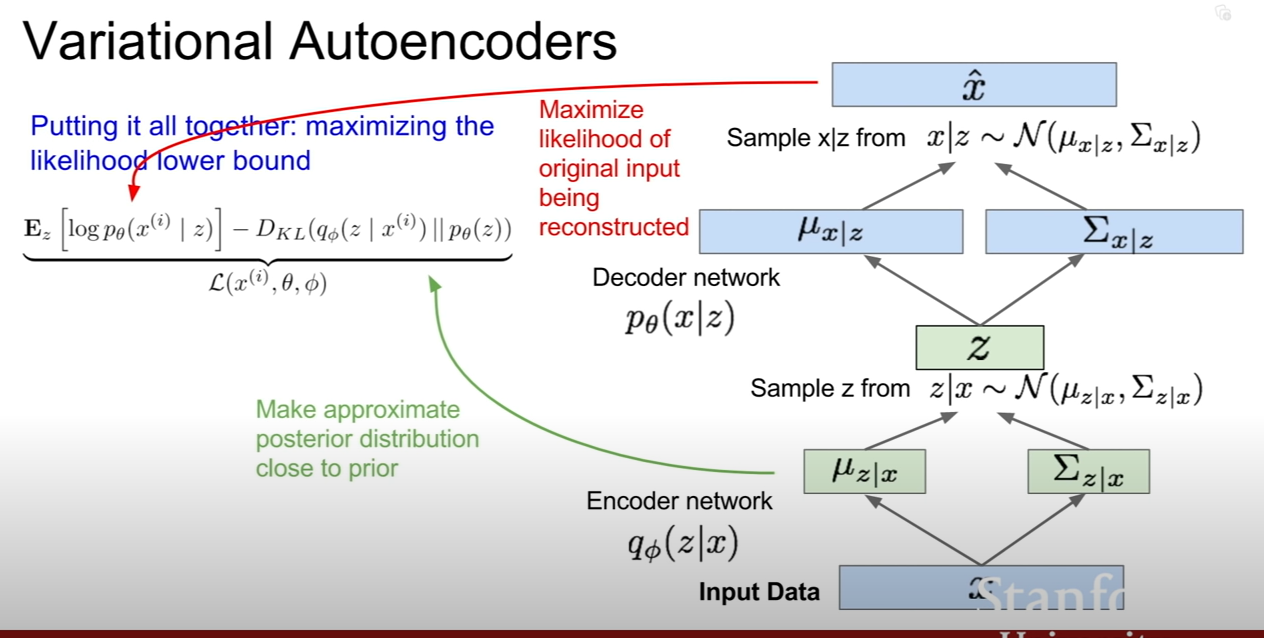 Variational Autoencoders
Putting it all together: maximizing the
likelihood lower bound
E_z [log p_θ(x^(i) | z)] − D_KL(q_ϕ(z | x^(i)) || p_θ(z))
L(x^(i), θ, ϕ)
Maximize
likelihood of
original input
being
reconstructed
Make approximate
posterior distribution
close to prior
x̂
Sample x|z from x|z ∼ N(μ_x|z, Σ_x|z)
μ_x|z
Σ_x|z
Decoder network
p_θ(x|z)
z
Sample z from z|x ∼ N(μ_z|x, Σ_z|x)
μ_z|x
Σ_z|x
Encoder network
q_ϕ(z|x)
Input Data
x
Stanfo